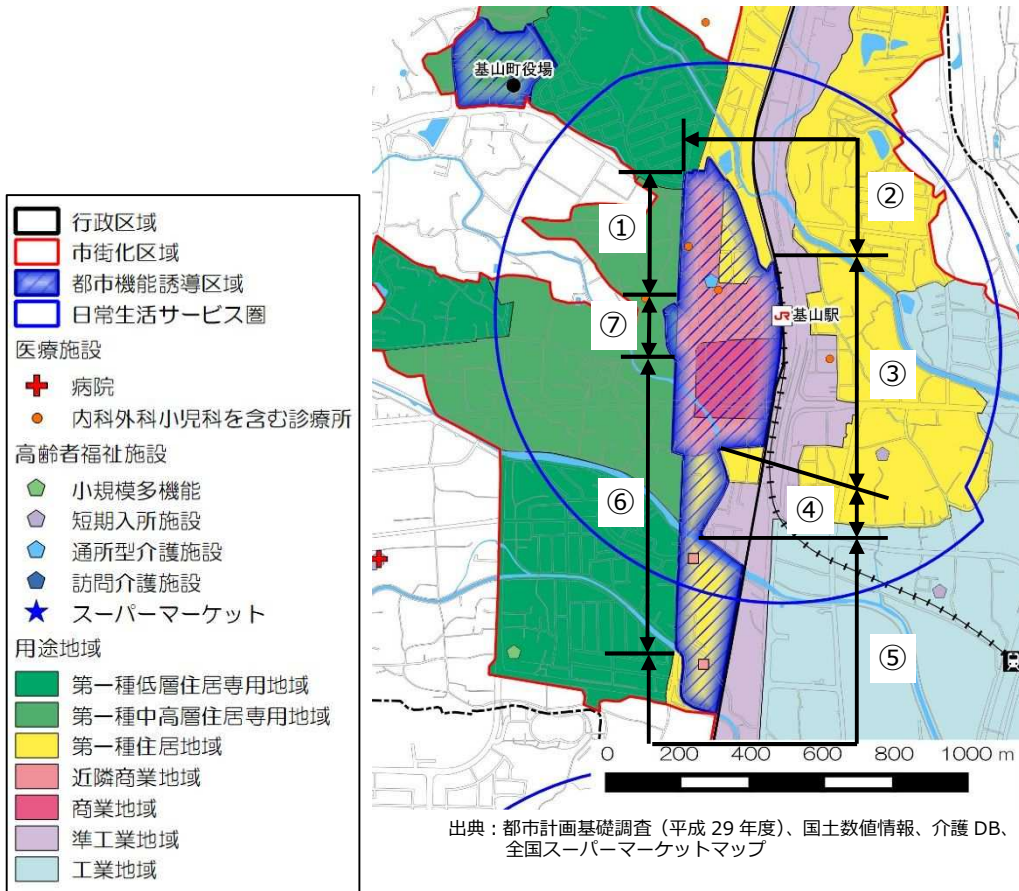 行政区域
市街化区域
都市機能誘導区域
日常生活サービス圏
医療施設
病院
内科外科小児科を含む診療所
高齢者福祉施設
小規模多機能
短期入所施設
通所型介護施設
訪問介護施設
スーパーマーケット
用途地域
第一種低層住居専用地域
第一種中高層住居専用地域
第一種住居地域
近隣商業地域
商業地域
準工業地域
工業地域
基山町役場
①
②
⑦
JR基山駅
③
⑥
④
⑤
0 200 400 600 800 1000 m
出典：都市計画基礎調査（平成 29 年度）、国土数値情報、介護 DB、
全国スーパーマーケットマップ